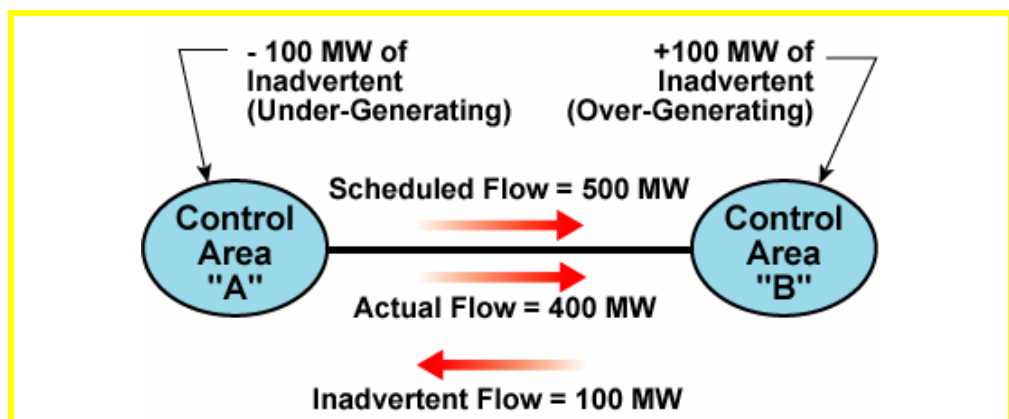 - 100 MW of
Inadvertent
(Under-Generating)
+100 MW of
Inadvertent
(Over-Generating)
Scheduled Flow = 500 MW
Control
Area
"A"
Control
Area
"B"
Actual Flow = 400 MW
Inadvertent Flow = 100 MW